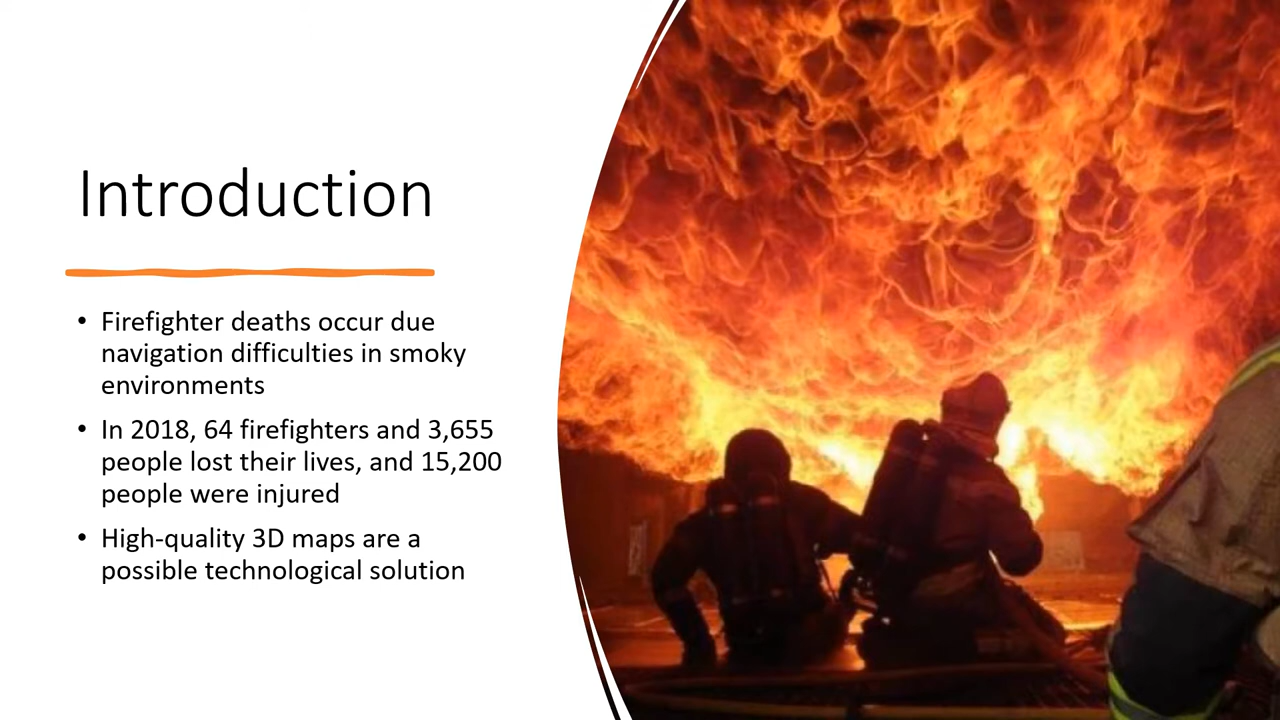 Introduction
• Firefighter deaths occur due
navigation difficulties in smoky
environments
• In 2018, 64 firefighters and 3,655
people lost their lives, and 15,200
people were injured
• High-quality 3D maps are a
possible technological solution